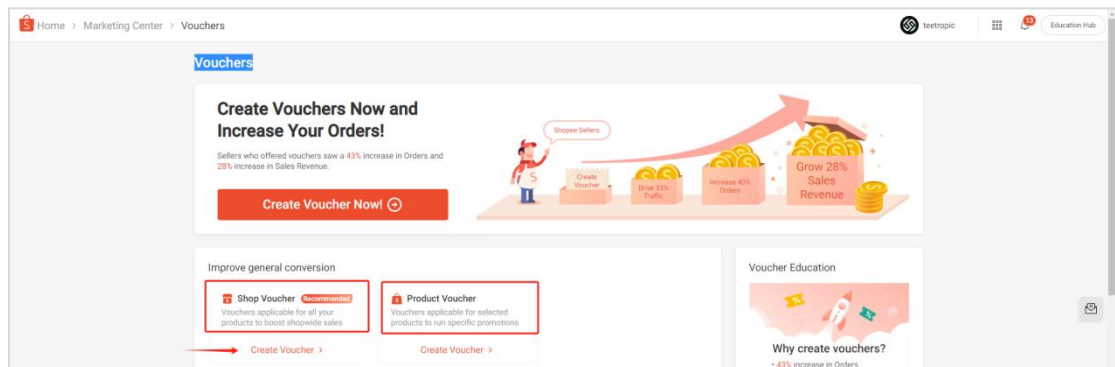 Home > Marketing Center > Vouchers
teetropic
13
Education Hub
Vouchers
Create Vouchers Now and
Increase Your Orders!
Sellers who offered vouchers saw a 43% increase in Orders and
28% increase in Sales Revenue.
Create Voucher Now!
Shopee Sellers
S
Create
Voucher
Drive 33%
Traffic
Increase 43%
Orders
Grow 28%
Sales
Revenue
Improve general conversion
Shop Voucher Recommended
Vouchers applicable for all your
products to boost shopwide sales
Create Voucher >
Product Voucher
Vouchers applicable for selected
products to run specific promotions
Create Voucher >
Voucher Education
Why create vouchers?
• 43% increase in Orders